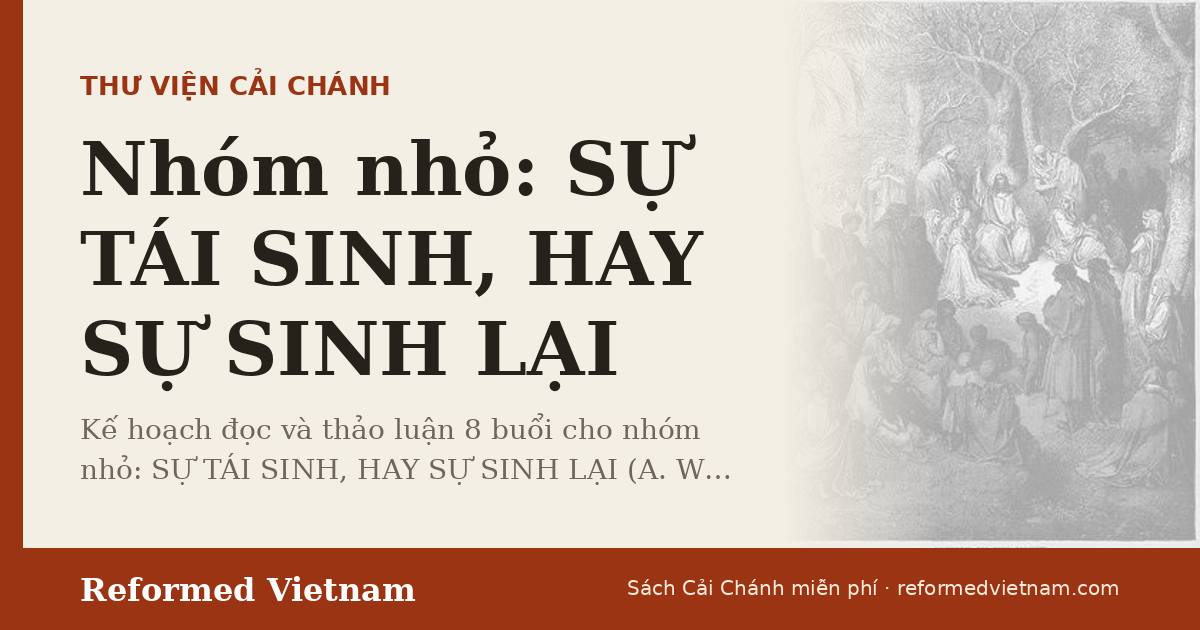 THƯ VIỆN CẢI CHÁNH
Nhóm nhỏ: SỰ
TÁI SINH, HAY
SỰ SINH LẠI
Kế hoạch đọc và thảo luận 8 buổi cho nhóm
nhỏ: SỰ TÁI SINH, HAY SỰ SINH LẠI (A. W…
Reformed Vietnam
Sách Cải Chánh miễn phí · reformedvietnam.com